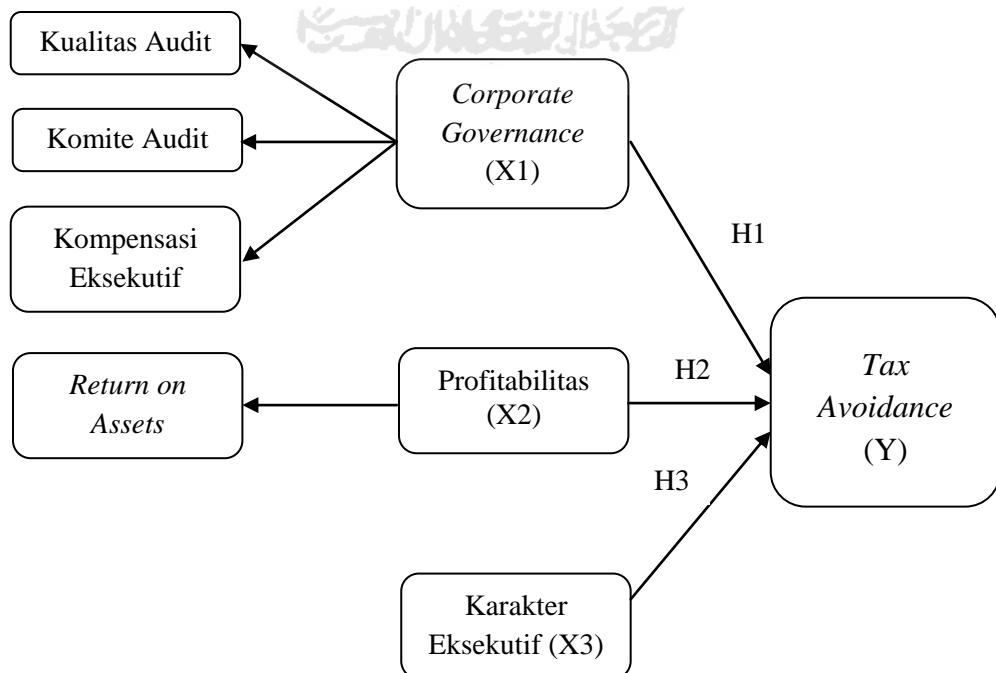 Kualitas Audit
Komite Audit
Kompensasi
Eksekutif
Return on
Assets
Corporate
Governance
(X1)
Profitabilitas
(X2)
Karakter
Eksekutif (X3)
H1
H2
H3
Tax
Avoidance
(Y)